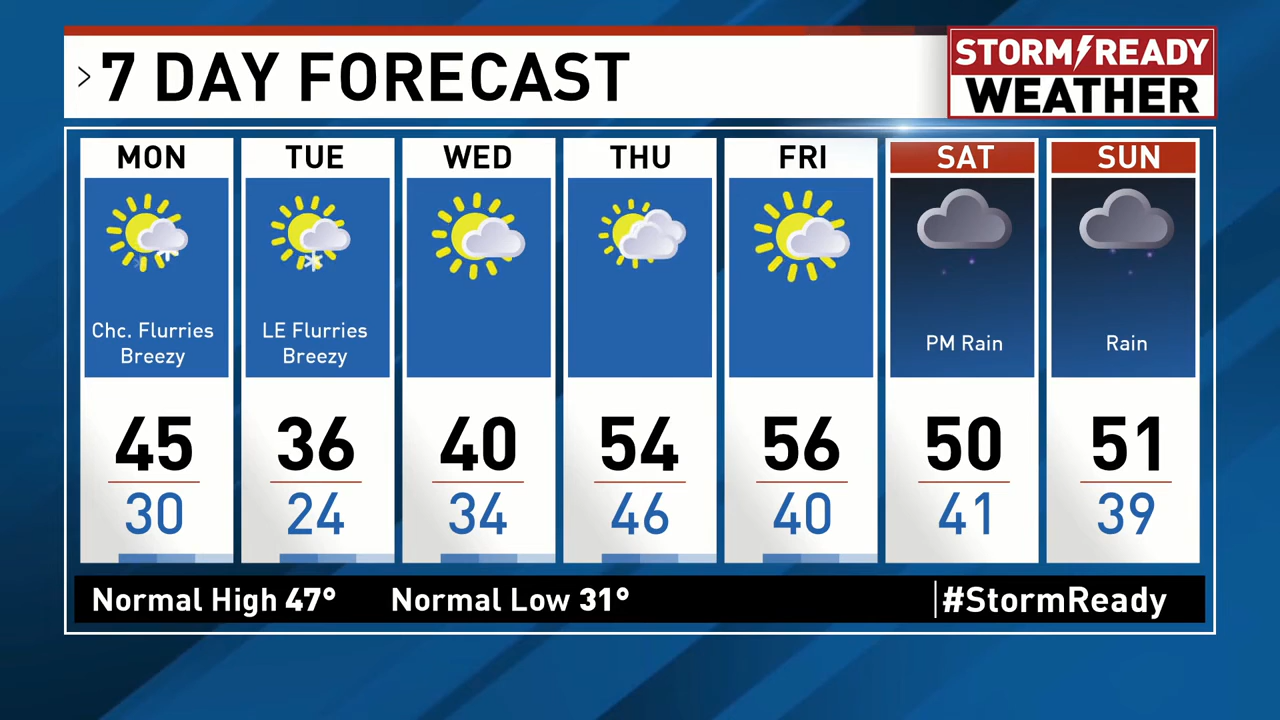 > 7 DAY FORECAST
STORM READY
WEATHER
MON
TUE
WED
THU
FRI
SAT
SUN
Chc. Flurries
Breezy
LE Flurries
Breezy
PM Rain
Rain
45
36
40
54
56
50
51
30
24
34
46
40
41
39
Normal High 47° Normal Low 31°
#StormReady